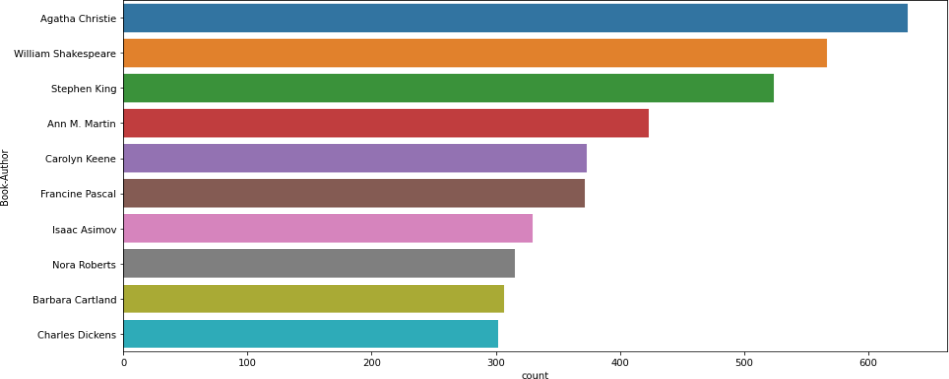 Agatha Christie
William Shakespeare
Stephen King
Ann M. Martin
Carolyn Keene
Francine Pascal
Isaac Asimov
Nora Roberts
Barbara Cartland
Charles Dickens
Book-Author
0 100 200 300 400 500 600
count